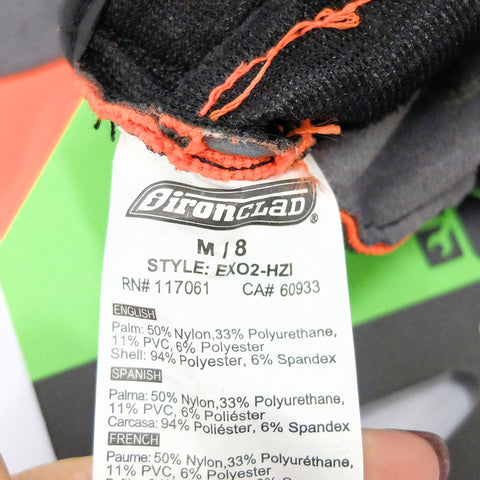 IRONCLAD
M / 8
STYLE: EXO2-HZI
RN# 117061 CA# 60933
ENGLISH
Palm: 50% Nylon,33% Polyurethane,
11% PVC, 6% Polyester
Shell: 94% Polyester, 6% Spandex
SPANISH
Palma: 50% Nylon,33% Polyurethane,
11% PVC, 6% Poliéster
Carcasa: 94% Poliéster, 6% Spandex
FRENCH
Paume: 50% Nylon,33% Polyuréthane,
11% PVC, 6% Polyester